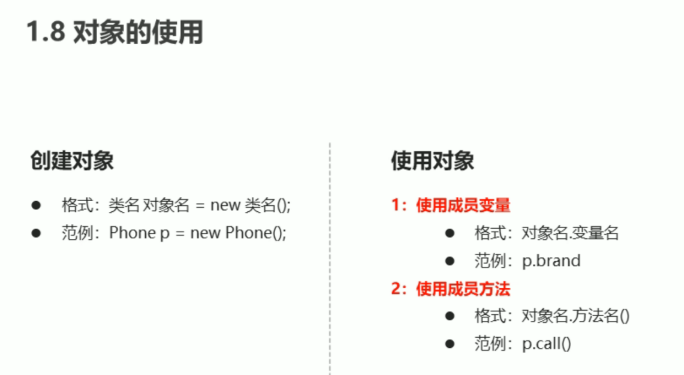 1.8 对象的使用
创建对象
● 格式：类名 对象名 = new 类名();
● 范例：Phone p = new Phone();
使用对象
1：使用成员变量
● 格式：对象名.变量名
● 范例：p.brand
2：使用成员方法
● 格式：对象名.方法名()
● 范例：p.call()